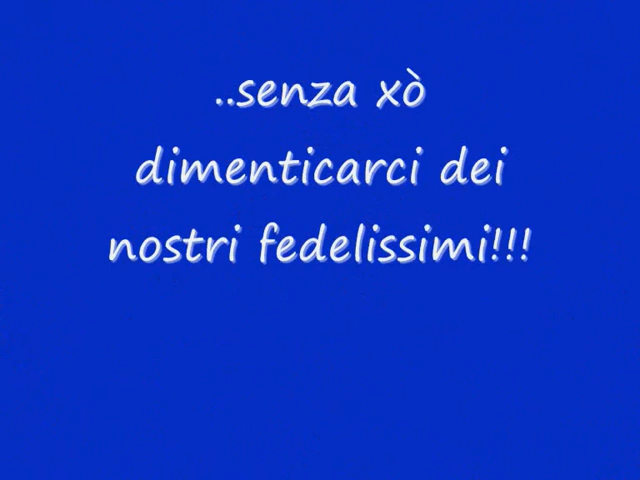 ..senza xò
dimenticarci dei
nostri fedelissimi!!!